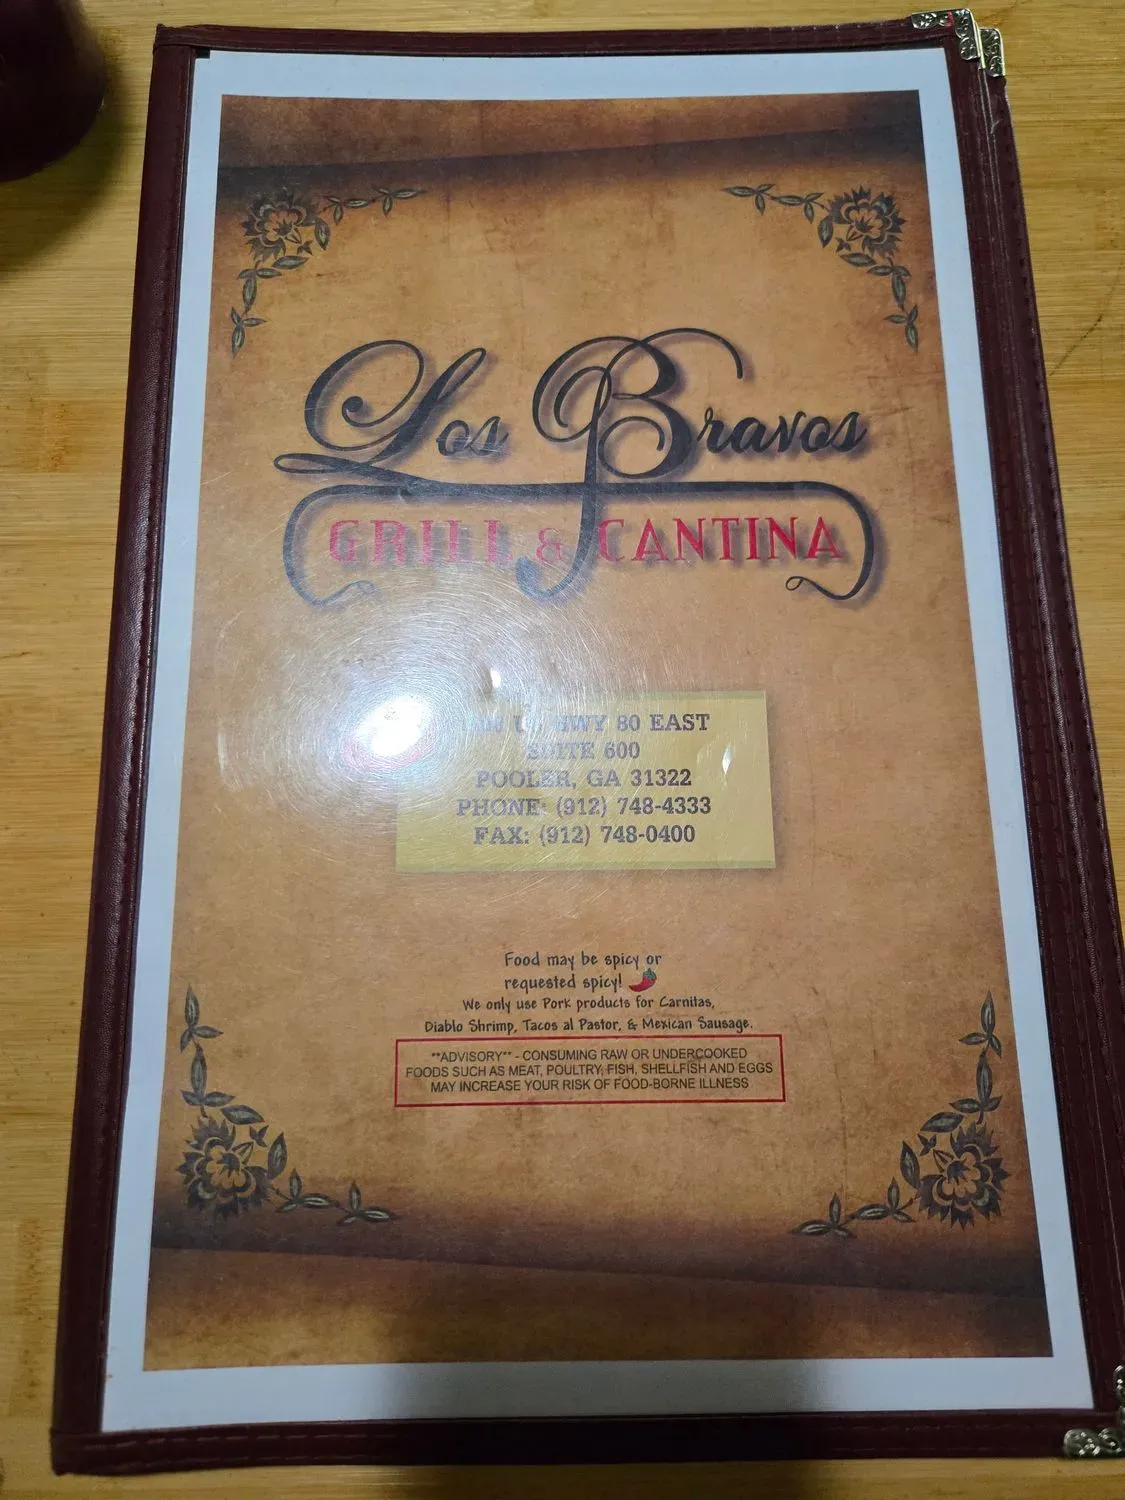 Los Bravos
GRILL & CANTINA
HWY 80 EAST
SUITE 600
POOLER, GA 31322
PHONE: (912) 748-4333
FAX: (912) 748-0400
Food may be spicy or
requested spicy!
We only use Pork products for Carnitas,
Diablo Shrimp, Tacos al Pastor, & Mexican Sausage.
**ADVISORY** - CONSUMING RAW OR UNDERCOOKED
FOODS SUCH AS MEAT, POULTRY, FISH, SHELLFISH AND EGGS
MAY INCREASE YOUR RISK OF FOOD-BORNE ILLNESS